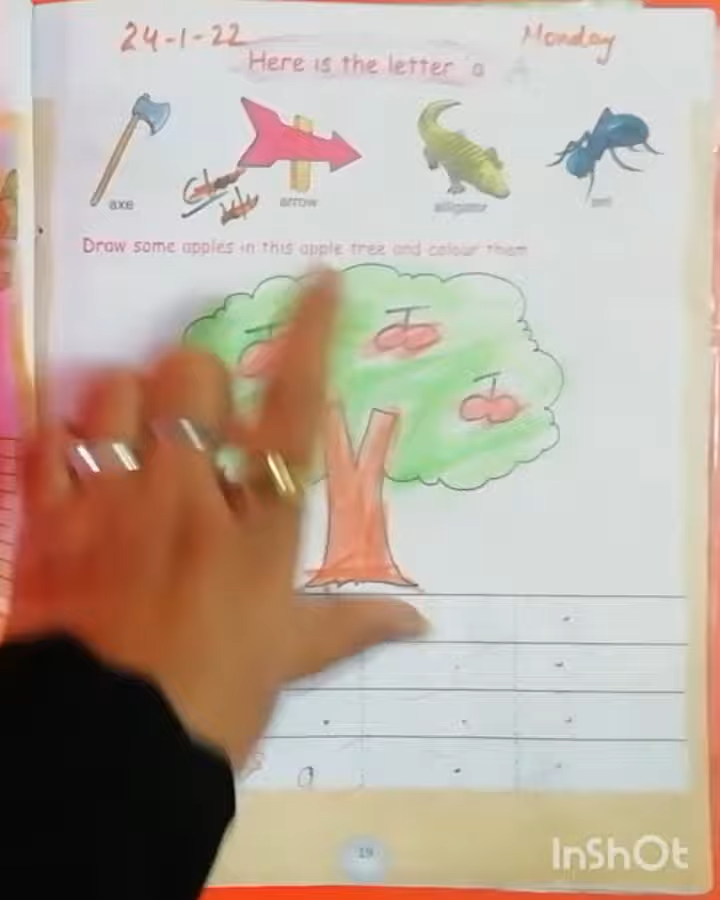 24-1-22 Monday
Here is the letter a
axe arrow alligator ant
Draw some apples in this apple tree and colour them
a
19
InShOt